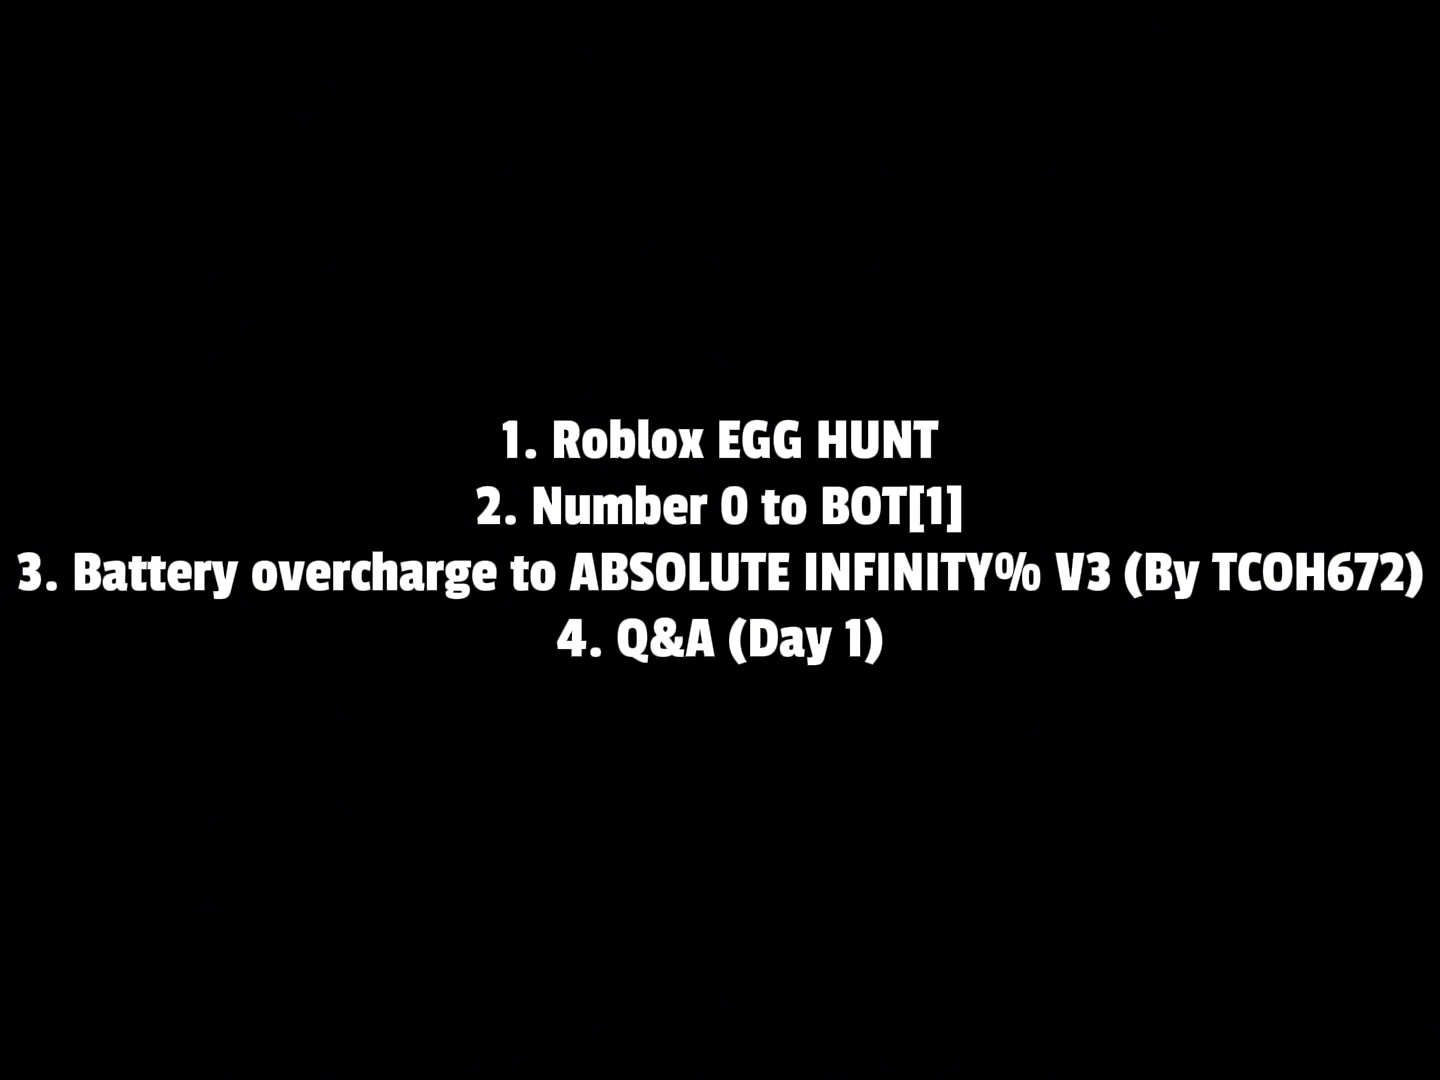 1. Roblox EGG HUNT
2. Number 0 to BOT[1]
3. Battery overcharge to ABSOLUTE INFINITY% V3 (By TCOH672)
4. Q&A (Day 1)